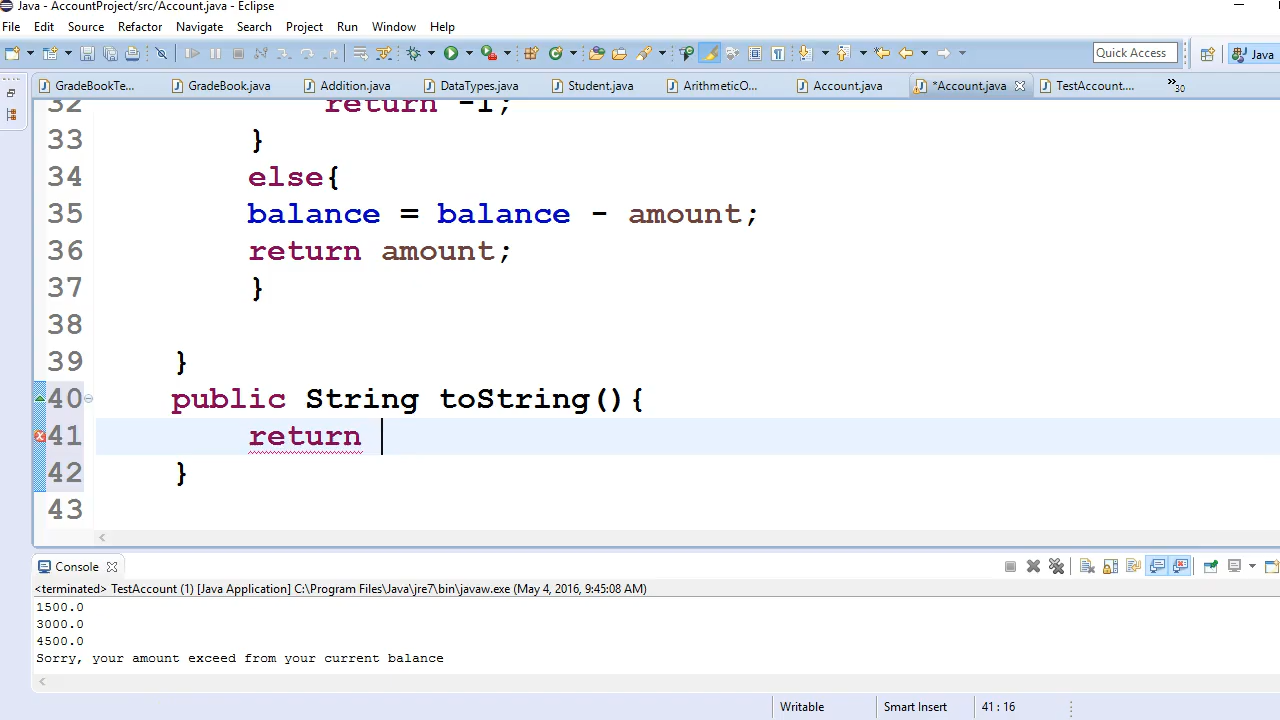 Java - AccountProject/src/Account.java - Eclipse
File Edit Source Refactor Navigate Search Project Run Window Help
Quick Access Java
GradeBookTe... GradeBook.java Addition.java DataTypes.java Student.java ArithmeticO... Account.java *Account.java TestAccount.... » 30
32 return -1;
33 }
34 else{
35 balance = balance - amount;
36 return amount;
37 }
38
39 }
40 public String toString(){
41 return
42 }
43
Console
<terminated> TestAccount (1) [Java Application] C:\Program Files\Java\jre7\bin\javaw.exe (May 4, 2016, 9:45:08 AM)
1500.0
3000.0
4500.0
Sorry, your amount exceed from your current balance
Writable Smart Insert 41 : 16